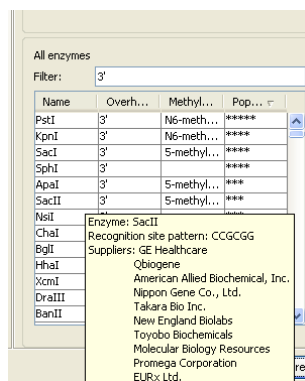 All enzymes
Filter: 3'
Name Overh... Methyl... Pop...
PstI 3' N6-meth... *****
KpnI 3' N6-meth... ****
SacI 3' 5-methyl... ****
SphI 3' ****
ApaI 3' 5-methyl... ***
SacII 3' 5-methyl... ***
NsiI
ChaI
BglI
HhaI
XcmI
DraIII
BanII
Enzyme: SacII
Recognition site pattern: CCGCGG
Suppliers: GE Healthcare
Qbiogene
American Allied Biochemical, Inc.
Nippon Gene Co., Ltd.
Takara Bio Inc.
New England Biolabs
Toyobo Biochemicals
Molecular Biology Resources
Promega Corporation
EURx Ltd.